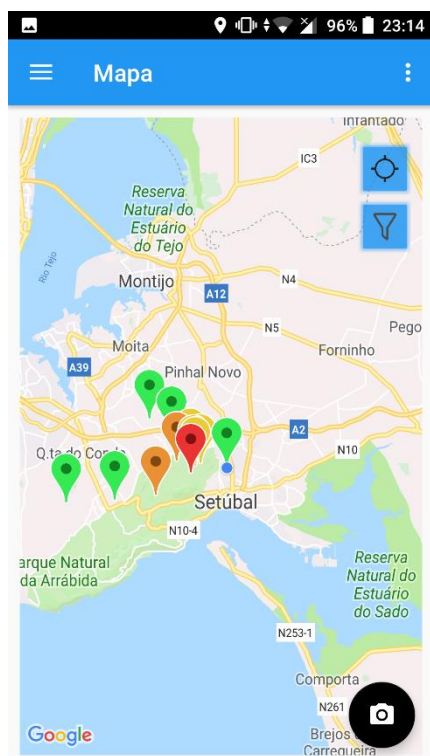 96% 23:14
Mapa
Infantado
IC3
Reserva
Natural do
Estuário
do Tejo
Rio Tejo
Montijo
N4
A12
N5
Pego
Moita
Forninho
A39
Pinhal Novo
A2
Q.ta do Conde
N10
Setúbal
N10-4
arque Natural
da Arrábida
Reserva
Natural do
Estuário
do Sado
N253-1
Comporta
N261
Brejos
Carregueira
Google